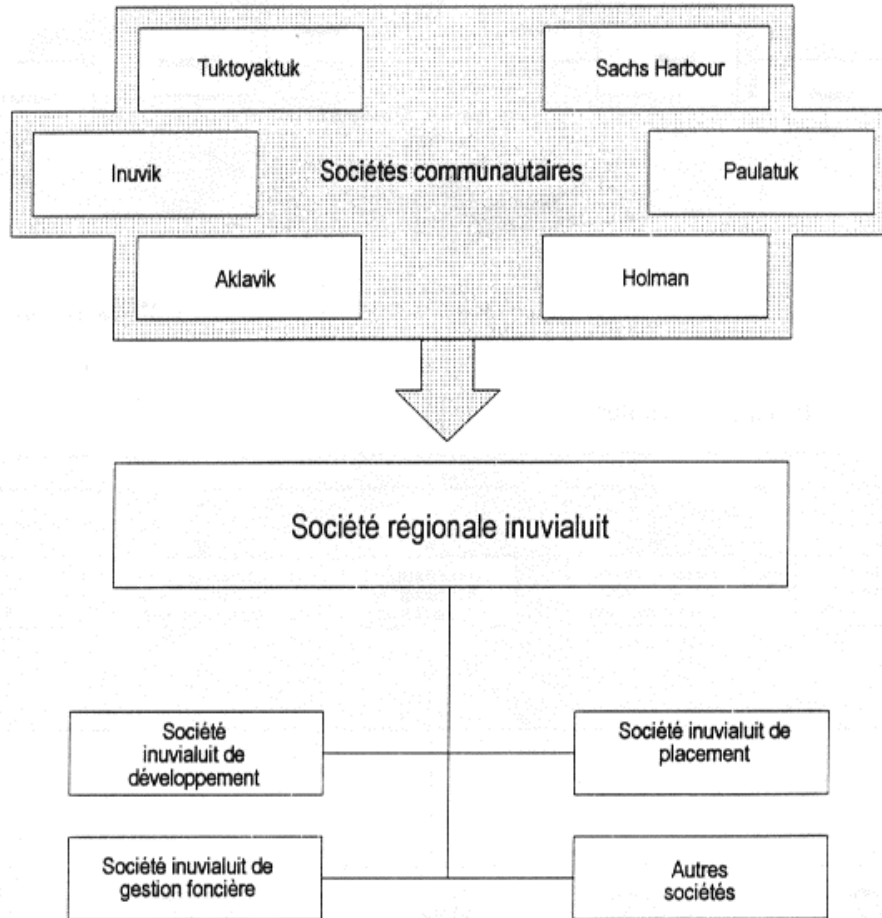 Tuktoyaktuk
Sachs Harbour
Inuvik
Sociétés communautaires
Paulatuk
Aklavik
Holman
Société régionale inuvialuit
Société
inuvialuit de
développement
Société inuvialuit de
placement
Société inuvialuit de
gestion foncière
Autres
sociétés